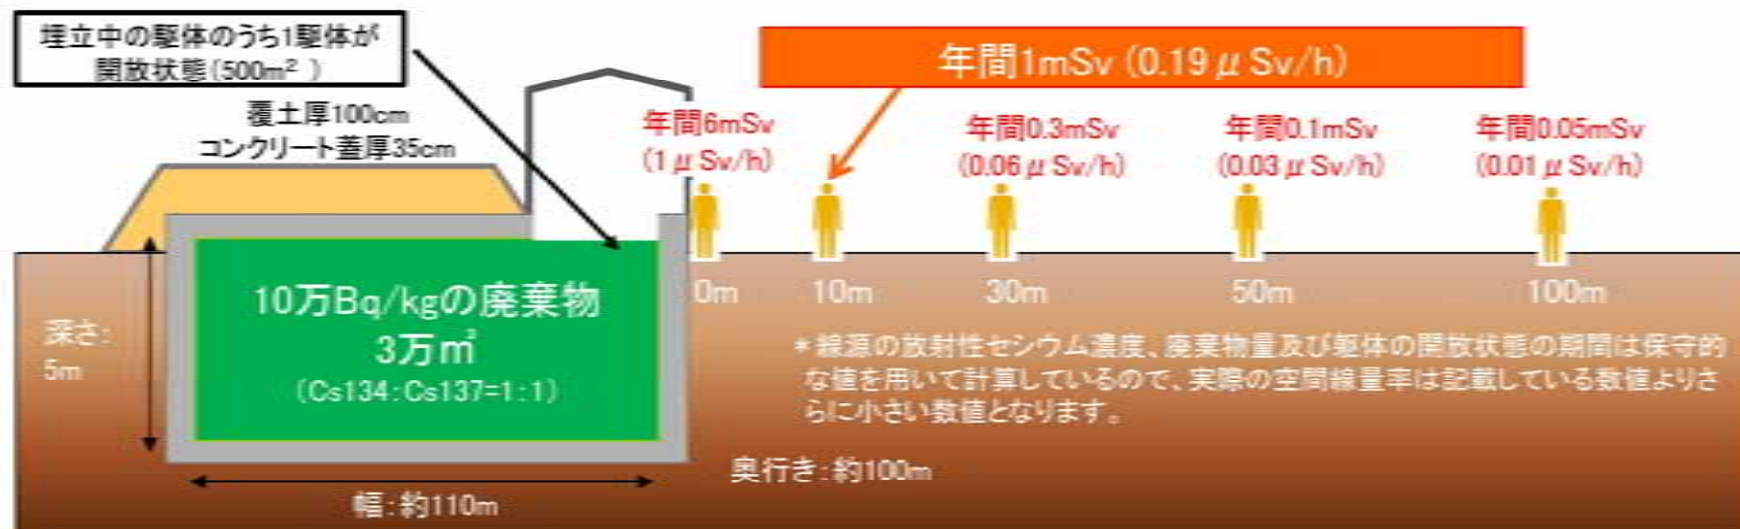 埋立中の駆体のうち1駆体が
開放状態(500m² )
覆土厚100cm
コンクリート蓋厚35cm
年間1mSv (0.19μSv/h)
年間6mSv
(1μSv/h)
年間0.3mSv
(0.06μSv/h)
年間0.1mSv
(0.03μSv/h)
年間0.05mSv
(0.01μSv/h)
0m
10m
30m
50m
100m
10万Bq/kgの廃棄物
3万㎥
(Cs134:Cs137=1:1)
深さ:
5m
*線源の放射性セシウム濃度、廃棄物量及び駆体の開放状態の期間は保守的
な値を用いて計算しているので、実際の空間線量率は記載している数値よりさ
らに小さい数値となります。
奥行き:約100m
幅:約110m